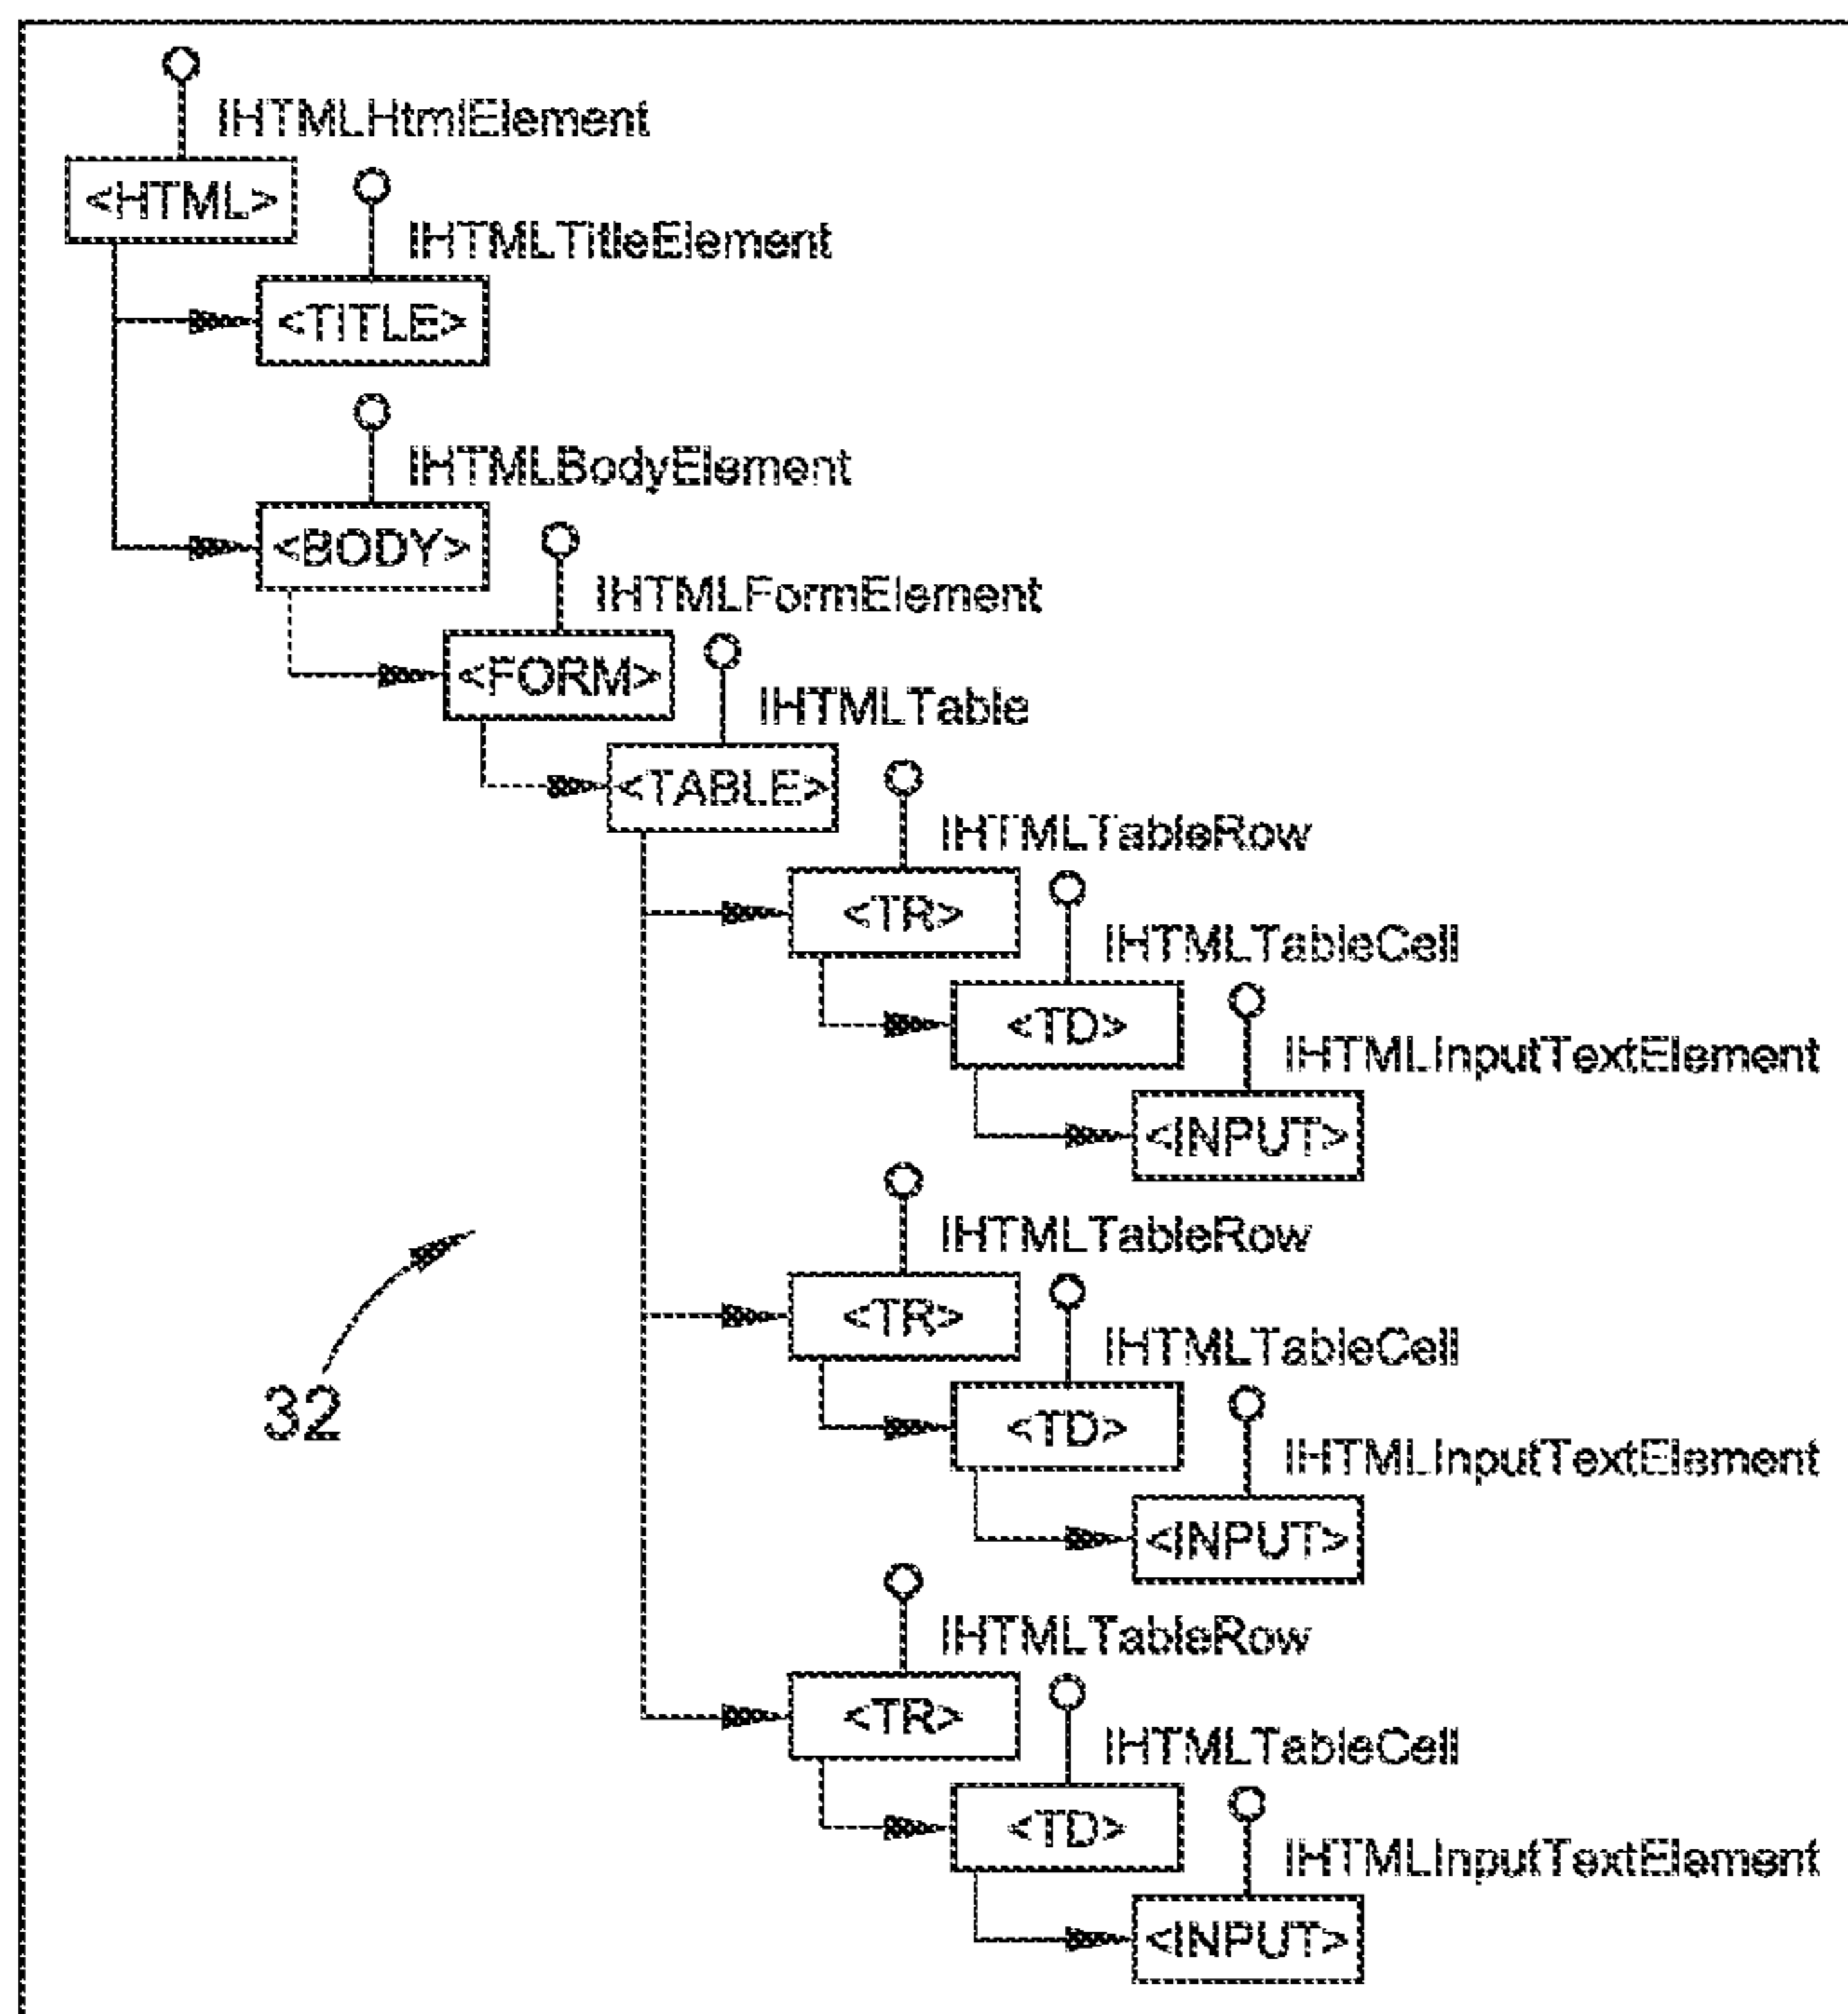 IHTMLHtmlElement
<HTML>
IHTMLTitleElement
<TITLE>
IHTMLBodyElement
<BODY>
IHTMLFormElement
<FORM>
IHTMLTable
<TABLE>
IHTMLTableRow
<TR>
IHTMLTableCell
<TD>
IHTMLInputTextElement
<INPUT>
IHTMLTableRow
<TR>
IHTMLTableCell
32
<TD>
IHTMLInputTextElement
<INPUT>
IHTMLTableRow
<TR>
IHTMLTableCell
<TD>
IHTMLInputTextElement
<INPUT>